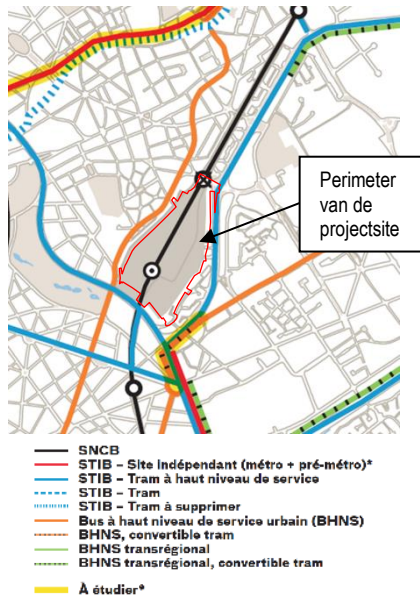 Perimeter
van de
projectsite
SNCB
STIB – Site indépendant (métro + pré-métro)*
STIB – Tram à haut niveau de service
STIB – Tram
STIB – Tram à supprimer
Bus à haut niveau de service urbain (BHNS)
BHNS, convertible tram
BHNS transrégional
BHNS transrégional, convertible tram
À étudier*